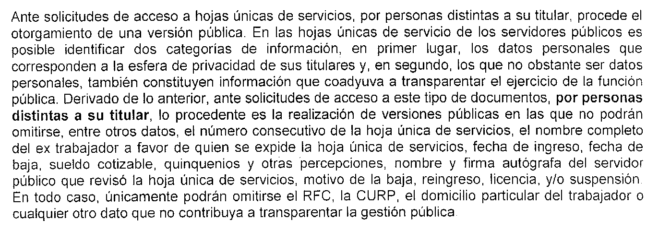 Ante solicitudes de acceso a hojas únicas de servicios, por personas distintas a su titular, procede el
otorgamiento de una versión pública. En las hojas únicas de servicio de los servidores públicos es
posible identificar dos categorías de información, en primer lugar, los datos personales que
corresponden a la esfera de privacidad de sus titulares y, en segundo, los que no obstante ser datos
personales, también constituyen información que coadyuva a transparentar el ejercicio de la función
pública. Derivado de lo anterior, ante solicitudes de acceso a este tipo de documentos, por personas
distintas a su titular, lo procedente es la realización de versiones públicas en las que no podrán
omitirse, entre otros datos, el número consecutivo de la hoja única de servicios, el nombre completo
del ex trabajador a favor de quien se expide la hoja única de servicios, fecha de ingreso, fecha de
baja, sueldo cotizable, quinquenios y otras percepciones, nombre y firma autógrafa del servidor
público que revisó la hoja única de servicios, motivo de la baja, reingreso, licencia, y/o suspensión.
En todo caso, únicamente podrán omitirse el RFC, la CURP, el domicilio particular del trabajador o
cualquier otro dato que no contribuya a transparentar la gestión pública.